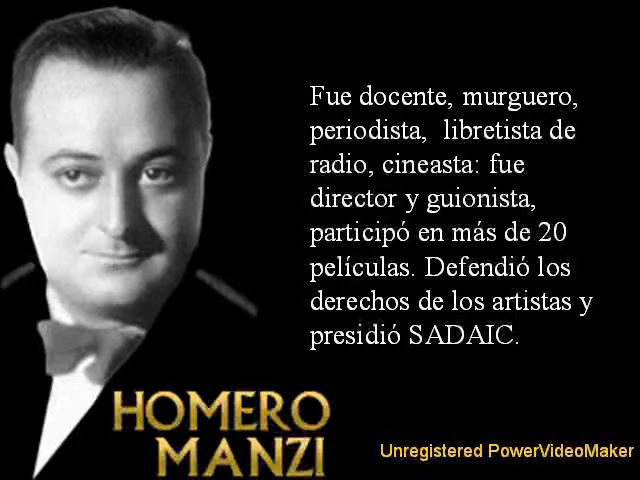 Fue docente, murguero,
periodista, libretista de
radio, cineasta: fue
director y guionista,
participó en más de 20
películas. Defendió los
derechos de los artistas y
presidió SADAIC.
HOMERO
MANZI
Unregistered PowerVideoMaker